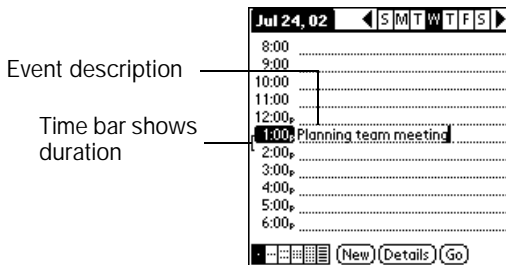 Jul 24, 02 S M T W T F S
8:00
Event description
9:00
10:00
11:00
12:00p
Time bar shows
duration
1:00p Planning team meeting
2:00p
3:00p
4:00p
5:00p
6:00p
New Details Go